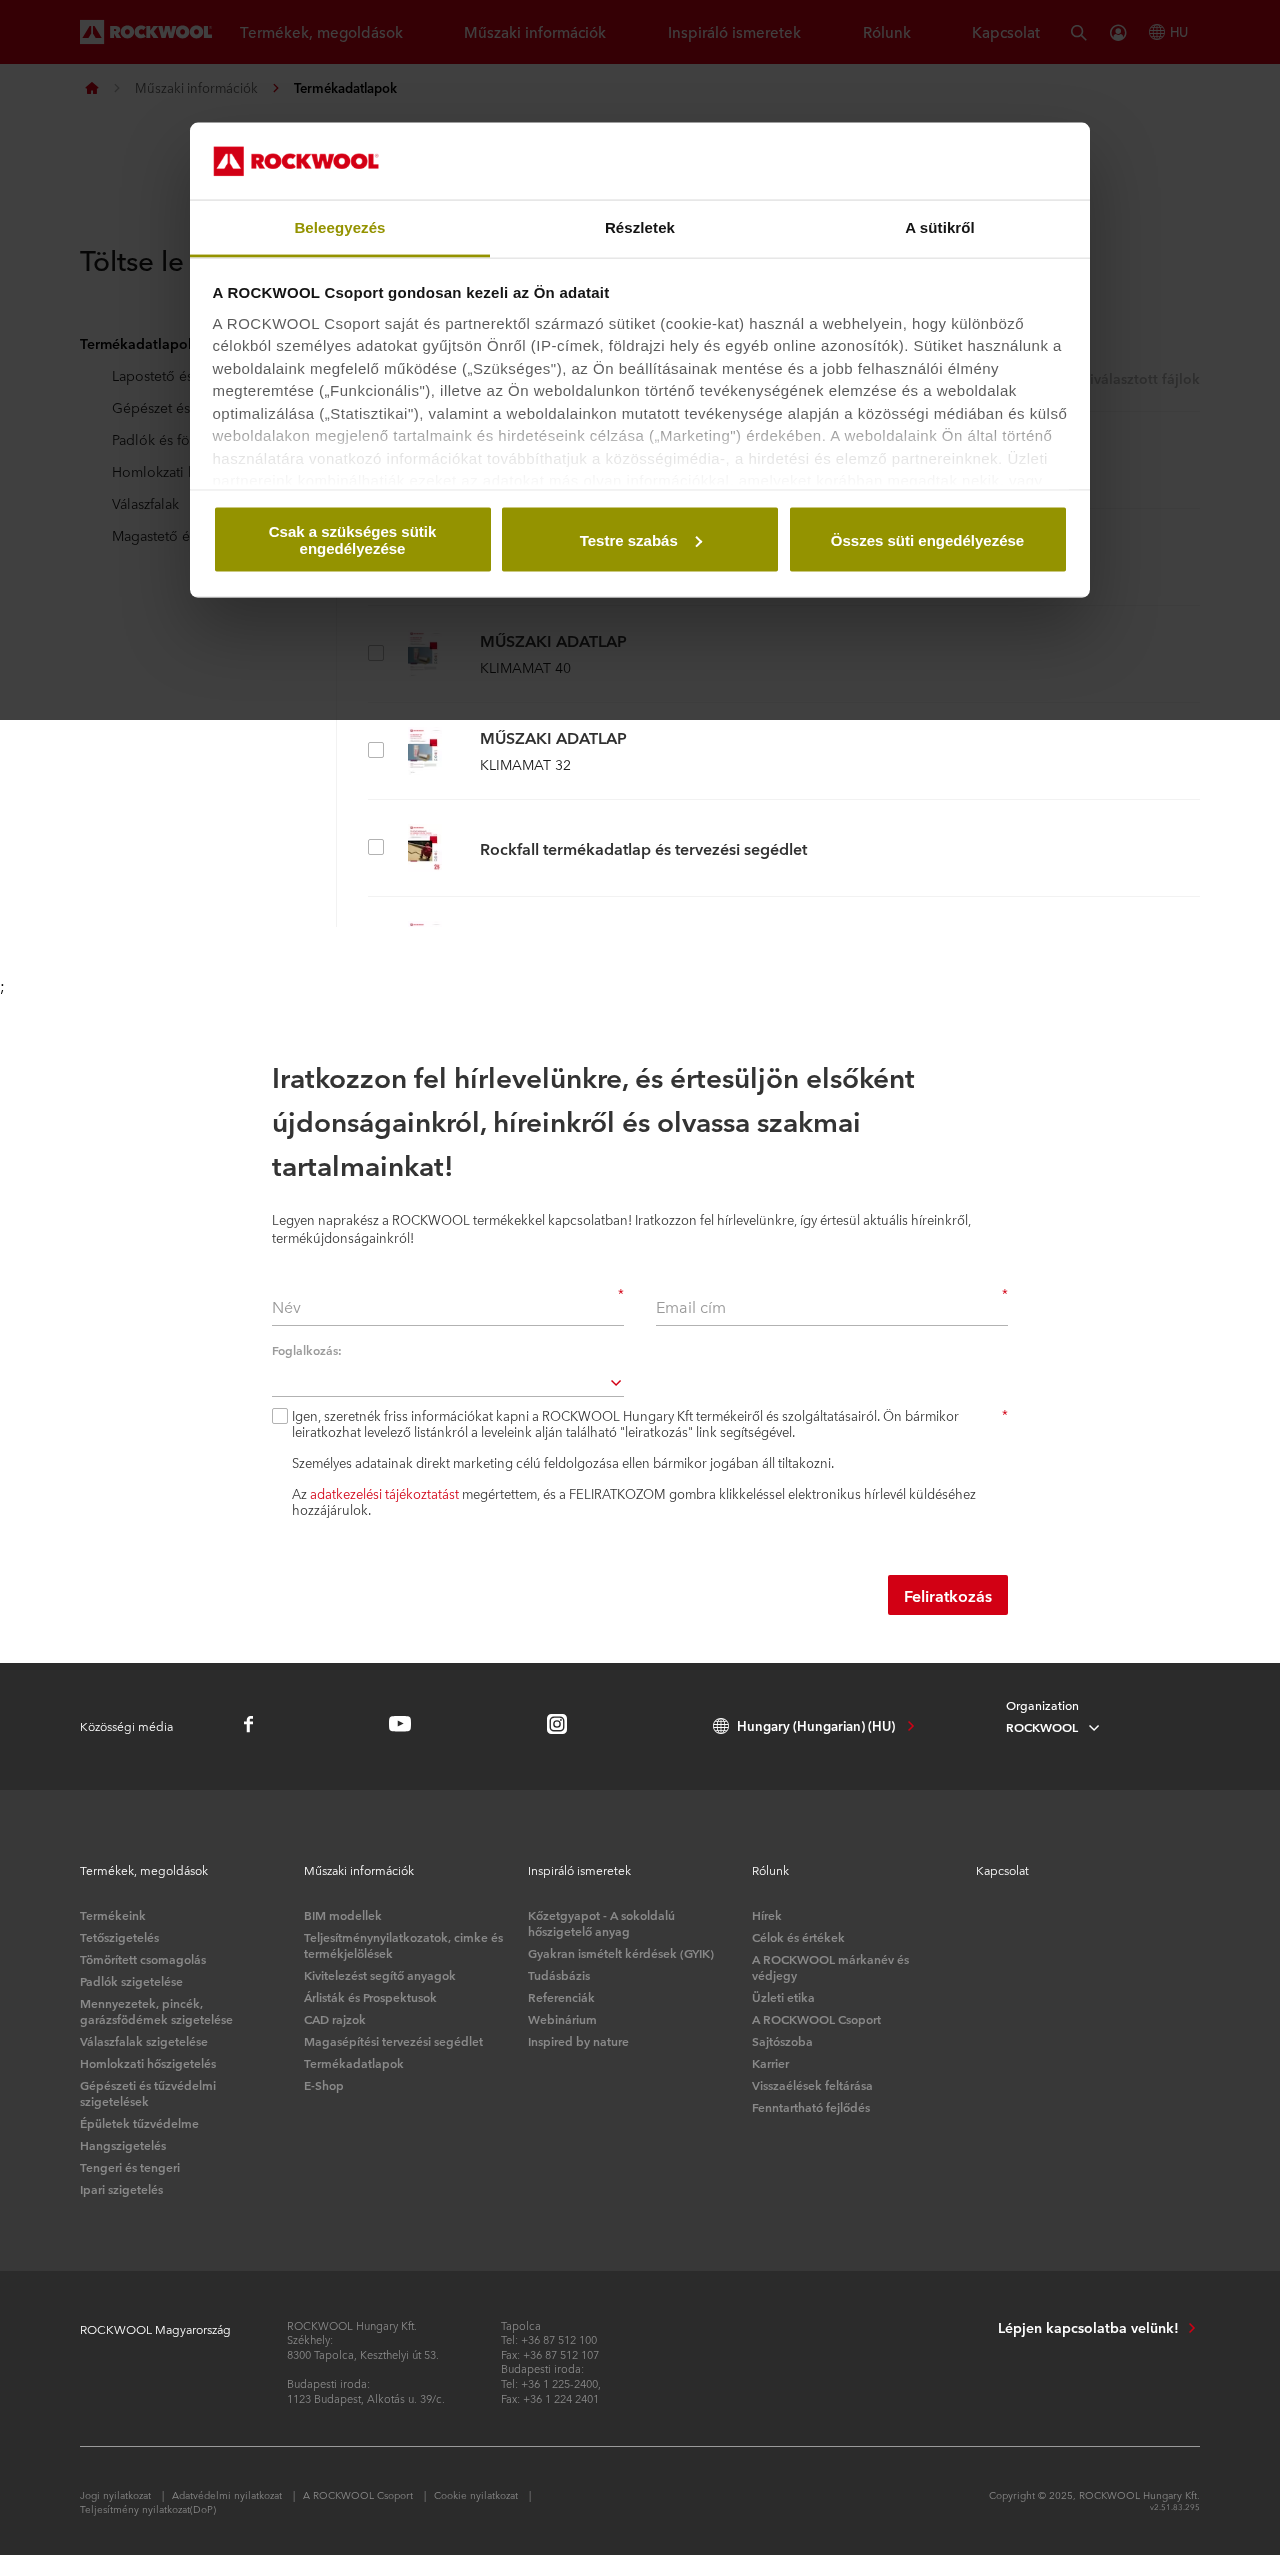 ROCKWOOL
Termékek, megoldások
Műszaki információk
Inspiráló ismeretek
Rólunk
Kapcsolat
HU
Műszaki információk
Termékadatlapok
Töltse le
ROCKWOOL
Beleegyezés
Részletek
A sütikről
A ROCKWOOL Csoport gondosan kezeli az Ön adatait
A ROCKWOOL Csoport saját és partnerektől származó sütiket (cookie-kat) használ a webhelyein, hogy különböző
célokból személyes adatokat gyűjtsön Önről (IP-címek, földrajzi hely és egyéb online azonosítók). Sütiket használunk a
weboldalaink megfelelő működése („Szükséges"), az Ön beállításainak mentése és a jobb felhasználói élmény
megteremtése („Funkcionális"), illetve az Ön weboldalunkon történő tevékenységének elemzése és a weboldalak
optimalizálása („Statisztikai"), valamint a weboldalainkon mutatott tevékenysége alapján a közösségi médiában és külső
weboldalakon megjelenő tartalmaink és hirdetéseink célzása („Marketing") érdekében. A weboldalaink Ön által történő
használatára vonatkozó információkat továbbíthatjuk a közösségimédia-, a hirdetési és elemző partnereinknek. Üzleti
Csak a szükséges sütik
engedélyezése
Testre szabás
Összes süti engedélyezése
Termékadatlapok
Lapostető és
Gépészet és
Padlók és fö
Homlokzati
Válaszfalak
Magastető é
iválasztott fájlok
MŰSZAKI ADATLAP
KLIMAMAT 40
MŰSZAKI ADATLAP
KLIMAMAT 32
Rockfall termékadatlap és tervezési segédlet
;
Iratkozzon fel hírlevelünkre, és értesüljön elsőként
újdonságainkról, híreinkről és olvassa szakmai
tartalmainkat!
Legyen naprakész a ROCKWOOL termékekkel kapcsolatban! Iratkozzon fel hírlevelünkre, így értesül aktuális híreinkről,
termékújdonságainkról!
Név *
Email cím *
Foglalkozás:
Igen, szeretnék friss információkat kapni a ROCKWOOL Hungary Kft termékeiről és szolgáltatásairól. Ön bármikor *
leiratkozhat levelező listánkról a leveleink alján található "leiratkozás" link segítségével.
Személyes adatainak direkt marketing célú feldolgozása ellen bármikor jogában áll tiltakozni.
Az adatkezelési tájékoztatást megértettem, és a FELIRATKOZOM gombra klikkeléssel elektronikus hírlevél küldéséhez
hozzájárulok.
Feliratkozás
Közösségi média
Hungary (Hungarian) (HU)
Organization
ROCKWOOL
Termékek, megoldások
Termékeink
Tetőszigetelés
Tömörített csomagolás
Padlók szigetelése
Mennyezetek, pincék,
garázsfödémek szigetelése
Válaszfalak szigetelése
Homlokzati hőszigetelés
Gépészeti és tűzvédelmi
szigetelések
Épületek tűzvédelme
Hangszigetelés
Tengeri és tengeri
Ipari szigetelés
Műszaki információk
BIM modellek
Teljesítménynyilatkozatok, cimke és
termékjelölések
Kivitelezést segítő anyagok
Árlisták és Prospektusok
CAD rajzok
Magasépítési tervezési segédlet
Termékadatlapok
E-Shop
Inspiráló ismeretek
Kőzetgyapot - A sokoldalú
hőszigetelő anyag
Gyakran ismételt kérdések (GYIK)
Tudásbázis
Referenciák
Webinárium
Inspired by nature
Rólunk
Hírek
Célok és értékek
A ROCKWOOL márkanév és
védjegy
Üzleti etika
A ROCKWOOL Csoport
Sajtószoba
Karrier
Visszaélések feltárása
Fenntartható fejlődés
Kapcsolat
ROCKWOOL Magyarország
ROCKWOOL Hungary Kft.
Székhely:
8300 Tapolca, Keszthelyi út 53.
Budapesti iroda:
1123 Budapest, Alkotás u. 39/c.
Tapolca
Tel: +36 87 512 100
Fax: +36 87 512 107
Budapesti iroda:
Tel: +36 1 225-2400,
Fax: +36 1 224 2401
Lépjen kapcsolatba velünk!
Jogi nyilatkozat | Adatvédelmi nyilatkozat | A ROCKWOOL Csoport | Cookie nyilatkozat |
Teljesítmény nyilatkozat(DoP)
Copyright © 2025, ROCKWOOL Hungary Kft.
v2.51.83.295